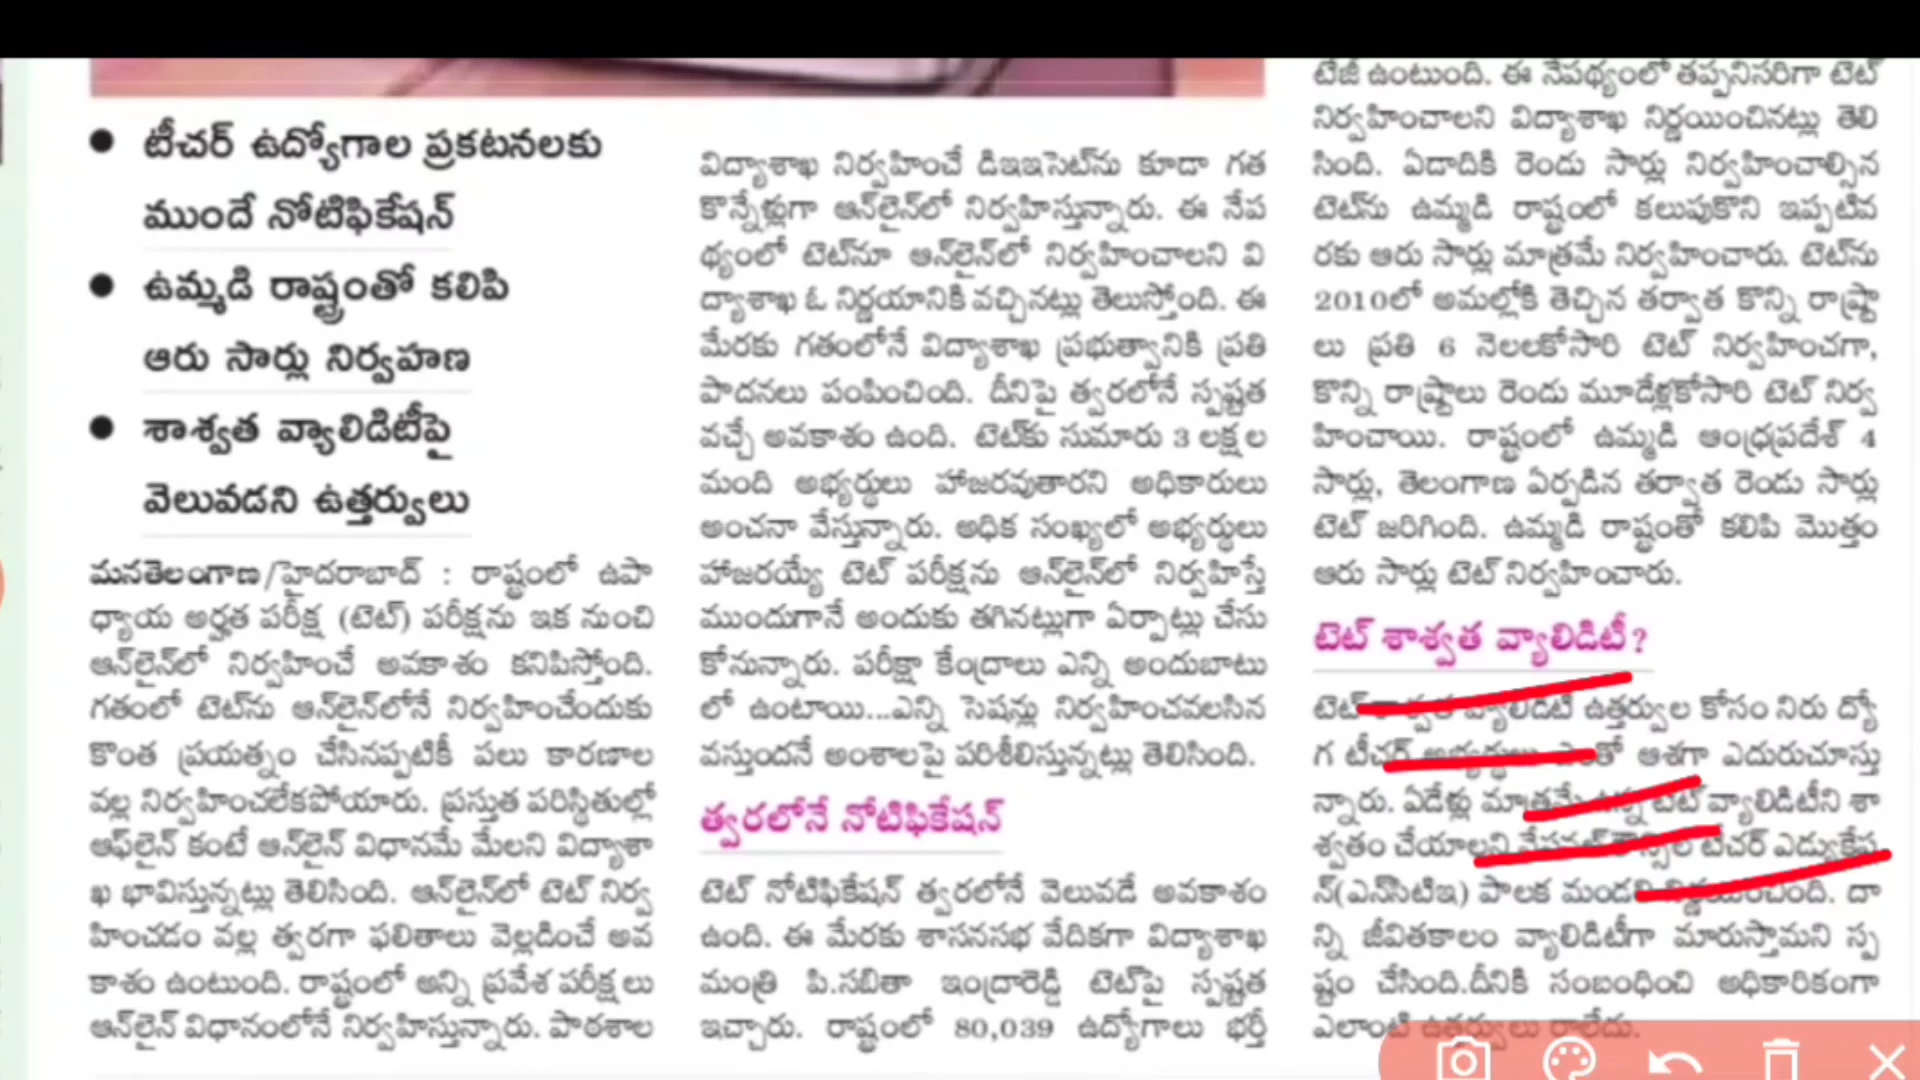 టీచర్ ఉద్యోగాల ప్రకటనలకు
ముందే నోటిఫికేషన్
ఉమ్మడి రాష్ట్రంతో కలిపి
ఆరు సార్లు నిర్వహణ
శాశ్వత వ్యాలిడిటీపై
వెలువడని ఉత్తర్వులు
మనతెలంగాణ/హైదరాబాద్ : రాష్ట్రంలో ఉపా
ధ్యాయ అర్హత పరీక్ష (టెట్) పరీక్షను ఇక నుంచి
ఆన్‌లైన్‌లో నిర్వహించే అవకాశం కనిపిస్తోంది.
గతంలో టెట్‌ను ఆన్‌లైన్‌లోనే నిర్వహించేందుకు
కొంత ప్రయత్నం చేసినప్పటికీ పలు కారణాల
వల్ల నిర్వహించలేకపోయారు. ప్రస్తుత పరిస్థితుల్లో
ఆఫ్‌లైన్ కంటే ఆన్‌లైన్ విధానమే మేలని విద్యాశా
ఖ భావిస్తున్నట్లు తెలిసింది. ఆన్‌లైన్‌లో టెట్ నిర్వ
హించడం వల్ల త్వరగా ఫలితాలు వెల్లడించే అవ
కాశం ఉంటుంది. రాష్ట్రంలో అన్ని ప్రవేశ పరీక్షలు
ఆన్‌లైన్ విధానంలోనే నిర్వహిస్తున్నారు. పాఠశాల
విద్యాశాఖ నిర్వహించే డిఇఇసెట్‌ను కూడా గత
కొన్నేళ్లుగా ఆన్‌లైన్‌లో నిర్వహిస్తున్నారు. ఈ నేప
థ్యంలో టెట్‌నూ ఆన్‌లైన్‌లో నిర్వహించాలని వి
ద్యాశాఖ ఓ నిర్ణయానికి వచ్చినట్లు తెలుస్తోంది. ఈ
మేరకు గతంలోనే విద్యాశాఖ ప్రభుత్వానికి ప్రతి
పాదనలు పంపించింది. దీనిపై త్వరలోనే స్పష్టత
వచ్చే అవకాశం ఉంది. టెట్‌కు సుమారు 3 లక్షల
మంది అభ్యర్థులు హాజరవుతారని అధికారులు
అంచనా వేస్తున్నారు. అధిక సంఖ్యలో అభ్యర్థులు
హాజరయ్యే టెట్ పరీక్షను ఆన్‌లైన్‌లో నిర్వహిస్తే
ముందుగానే అందుకు తగినట్లుగా ఏర్పాట్లు చేసు
కోనున్నారు. పరీక్షా కేంద్రాలు ఎన్ని అందుబాటు
లో ఉంటాయి...ఎన్ని సెషన్లు నిర్వహించవలసిన
వస్తుందనే అంశాలపై పరిశీలిస్తున్నట్లు తెలిసింది.
త్వరలోనే నోటిఫికేషన్
టెట్ నోటిఫికేషన్ త్వరలోనే వెలువడే అవకాశం
ఉంది. ఈ మేరకు శాసనసభ వేదికగా విద్యాశాఖ
మంత్రి పి.సబితా ఇంద్రారెడ్డి టెట్‌పై స్పష్టత
ఇచ్చారు. రాష్ట్రంలో 80,039 ఉద్యోగాలు భర్తీ
టేజీ ఉంటుంది. ఈ నేపథ్యంలో తప్పనిసరిగా టెట్
నిర్వహించాలని విద్యాశాఖ నిర్ణయించినట్లు తెలి
సింది. ఏడాదికి రెండు సార్లు నిర్వహించాల్సిన
టెట్‌ను ఉమ్మడి రాష్ట్రంలో కలుపుకొని ఇప్పటివ
రకు ఆరు సార్లు మాత్రమే నిర్వహించారు. టెట్‌ను
2010లో అమల్లోకి తెచ్చిన తర్వాత కొన్ని రాష్ట్రా
లు ప్రతి 6 నెలలకోసారి టెట్ నిర్వహించగా,
కొన్ని రాష్ట్రాలు రెండు మూడేళ్లకోసారి టెట్ నిర్వ
హించాయి. రాష్ట్రంలో ఉమ్మడి ఆంధ్రప్రదేశ్ 4
సార్లు, తెలంగాణ ఏర్పడిన తర్వాత రెండు సార్లు
టెట్ జరిగింది. ఉమ్మడి రాష్ట్రంతో కలిపి మొత్తం
ఆరు సార్లు టెట్ నిర్వహించారు.
టెట్ శాశ్వత వ్యాలిడిటీ?
టెట్ శాశ్వత వ్యాలిడిటీ ఉత్తర్వుల కోసం నిరు ద్యో
గ టీచర్ అభ్యర్థులు ఎంతో ఆశగా ఎదురుచూస్తు
న్నారు. ఏడేళ్లు మాత్రమే ఉన్న టెట్ వ్యాలిడిటీని శా
శ్వతం చేయాలని నేషనల్ కౌన్సిల్ టీచర్ ఎడ్యుకేష
న్(ఎన్‌సిటిఇ) పాలక మండలి నిర్ణయించింది. దా
న్ని జీవితకాలం వ్యాలిడిటీగా మారుస్తామని స్ప
ష్టం చేసింది.దీనికి సంబంధించి అధికారికంగా
ఎలాంటి ఉత్తర్వులు రాలేదు.